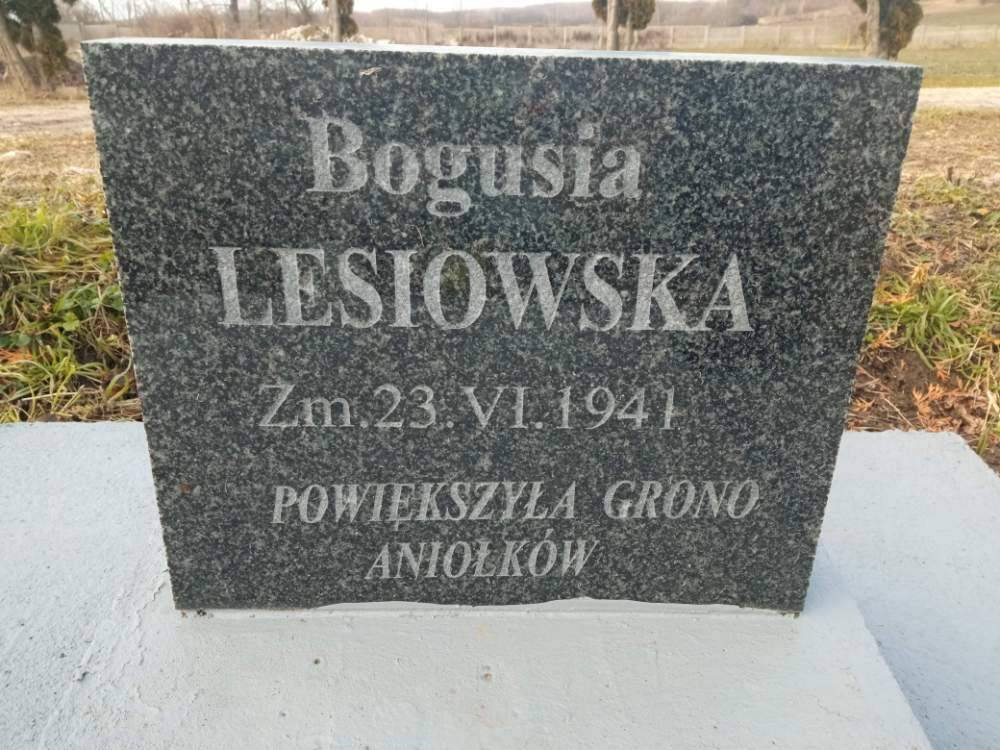 Bogusia
LESIOWSKA
Zm.23.VI.1941
POWIĘKSZYŁA GRONO
ANIOŁKÓW